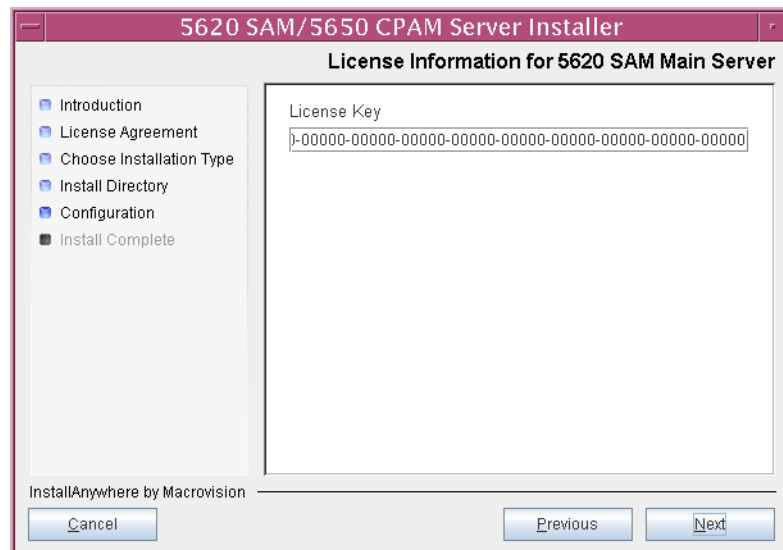 5620 SAM/5650 CPAM Server Installer
License Information for 5620 SAM Main Server
Introduction
License Agreement
Choose Installation Type
Install Directory
Configuration
Install Complete
License Key
)-00000-00000-00000-00000-00000-00000-00000-00000-00000
InstallAnywhere by Macrovision
Cancel
Previous
Next